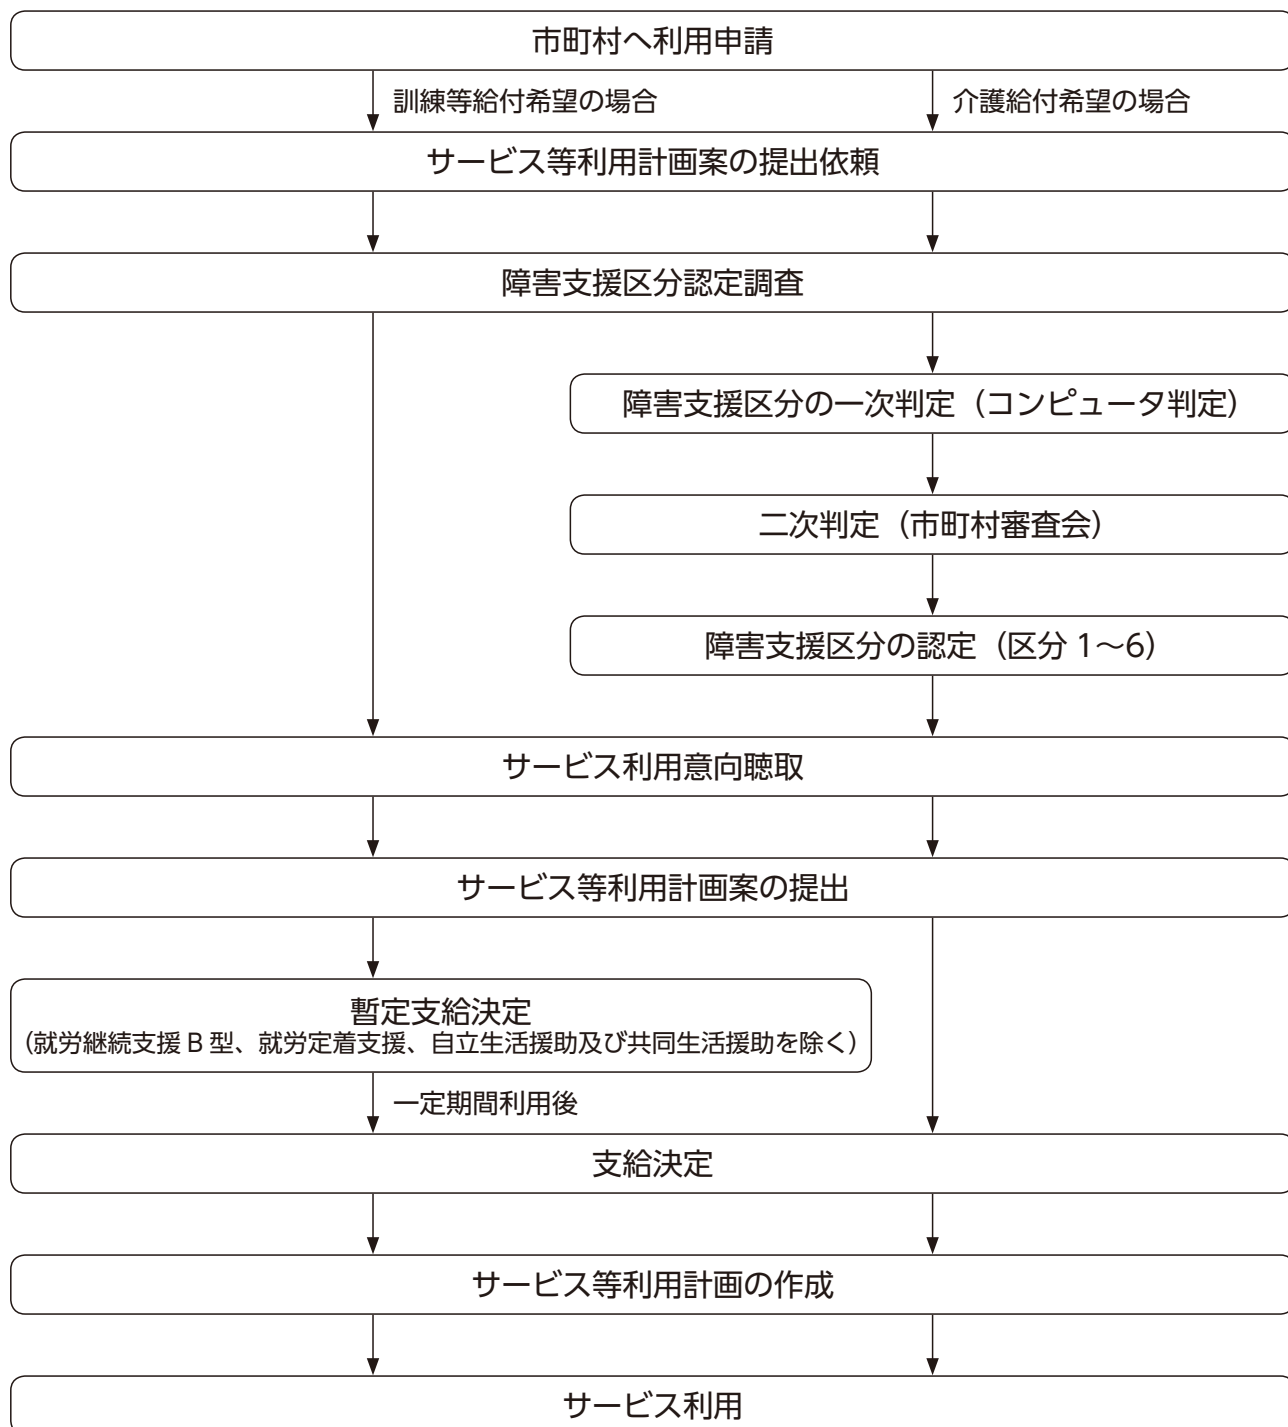 市町村へ利用申請
訓練等給付希望の場合
介護給付希望の場合
サービス等利用計画案の提出依頼
障害支援区分認定調査
障害支援区分の一次判定（コンピュータ判定）
二次判定（市町村審査会）
障害支援区分の認定（区分 1～6）
サービス利用意向聴取
サービス等利用計画案の提出
暫定支給決定
（就労継続支援 B 型、就労定着支援、自立生活援助及び共同生活援助を除く）
一定期間利用後
支給決定
サービス等利用計画の作成
サービス利用